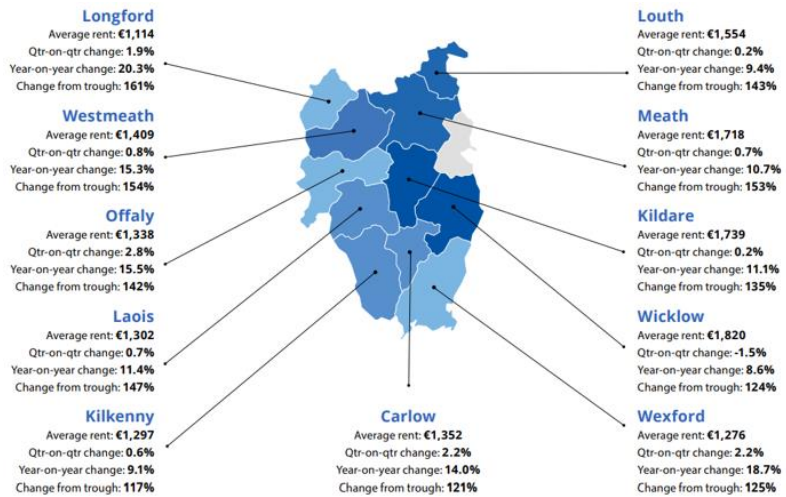 Longford
Average rent: €1,114
Qtr-on-qtr change: 1.9%
Year-on-year change: 20.3%
Change from trough: 161%
Westmeath
Average rent: €1,409
Qtr-on-qtr change: 0.8%
Year-on-year change: 15.3%
Change from trough: 154%
Offaly
Average rent: €1,338
Qtr-on-qtr change: 2.8%
Year-on-year change: 15.5%
Change from trough: 142%
Laois
Average rent: €1,302
Qtr-on-qtr change: 0.7%
Year-on-year change: 11.4%
Change from trough: 147%
Kilkenny
Average rent: €1,297
Qtr-on-qtr change: 0.6%
Year-on-year change: 9.1%
Change from trough: 117%
Carlow
Average rent: €1,352
Qtr-on-qtr change: 2.2%
Year-on-year change: 14.0%
Change from trough: 121%
Louth
Average rent: €1,554
Qtr-on-qtr change: 0.2%
Year-on-year change: 9.4%
Change from trough: 143%
Meath
Average rent: €1,718
Qtr-on-qtr change: 0.7%
Year-on-year change: 10.7%
Change from trough: 153%
Kildare
Average rent: €1,739
Qtr-on-qtr change: 0.2%
Year-on-year change: 11.1%
Change from trough: 135%
Wicklow
Average rent: €1,820
Qtr-on-qtr change: -1.5%
Year-on-year change: 8.6%
Change from trough: 124%
Wexford
Average rent: €1,276
Qtr-on-qtr change: 2.2%
Year-on-year change: 18.7%
Change from trough: 125%